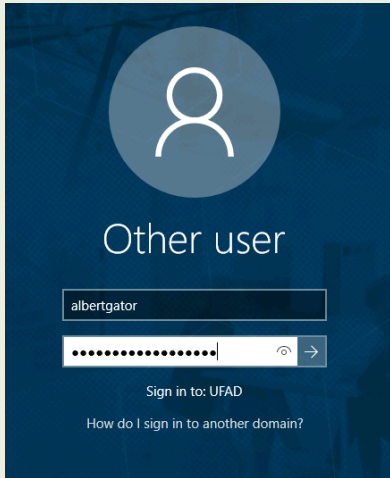 Other user
albertgator
Sign in to: UFAD
How do I sign in to another domain?